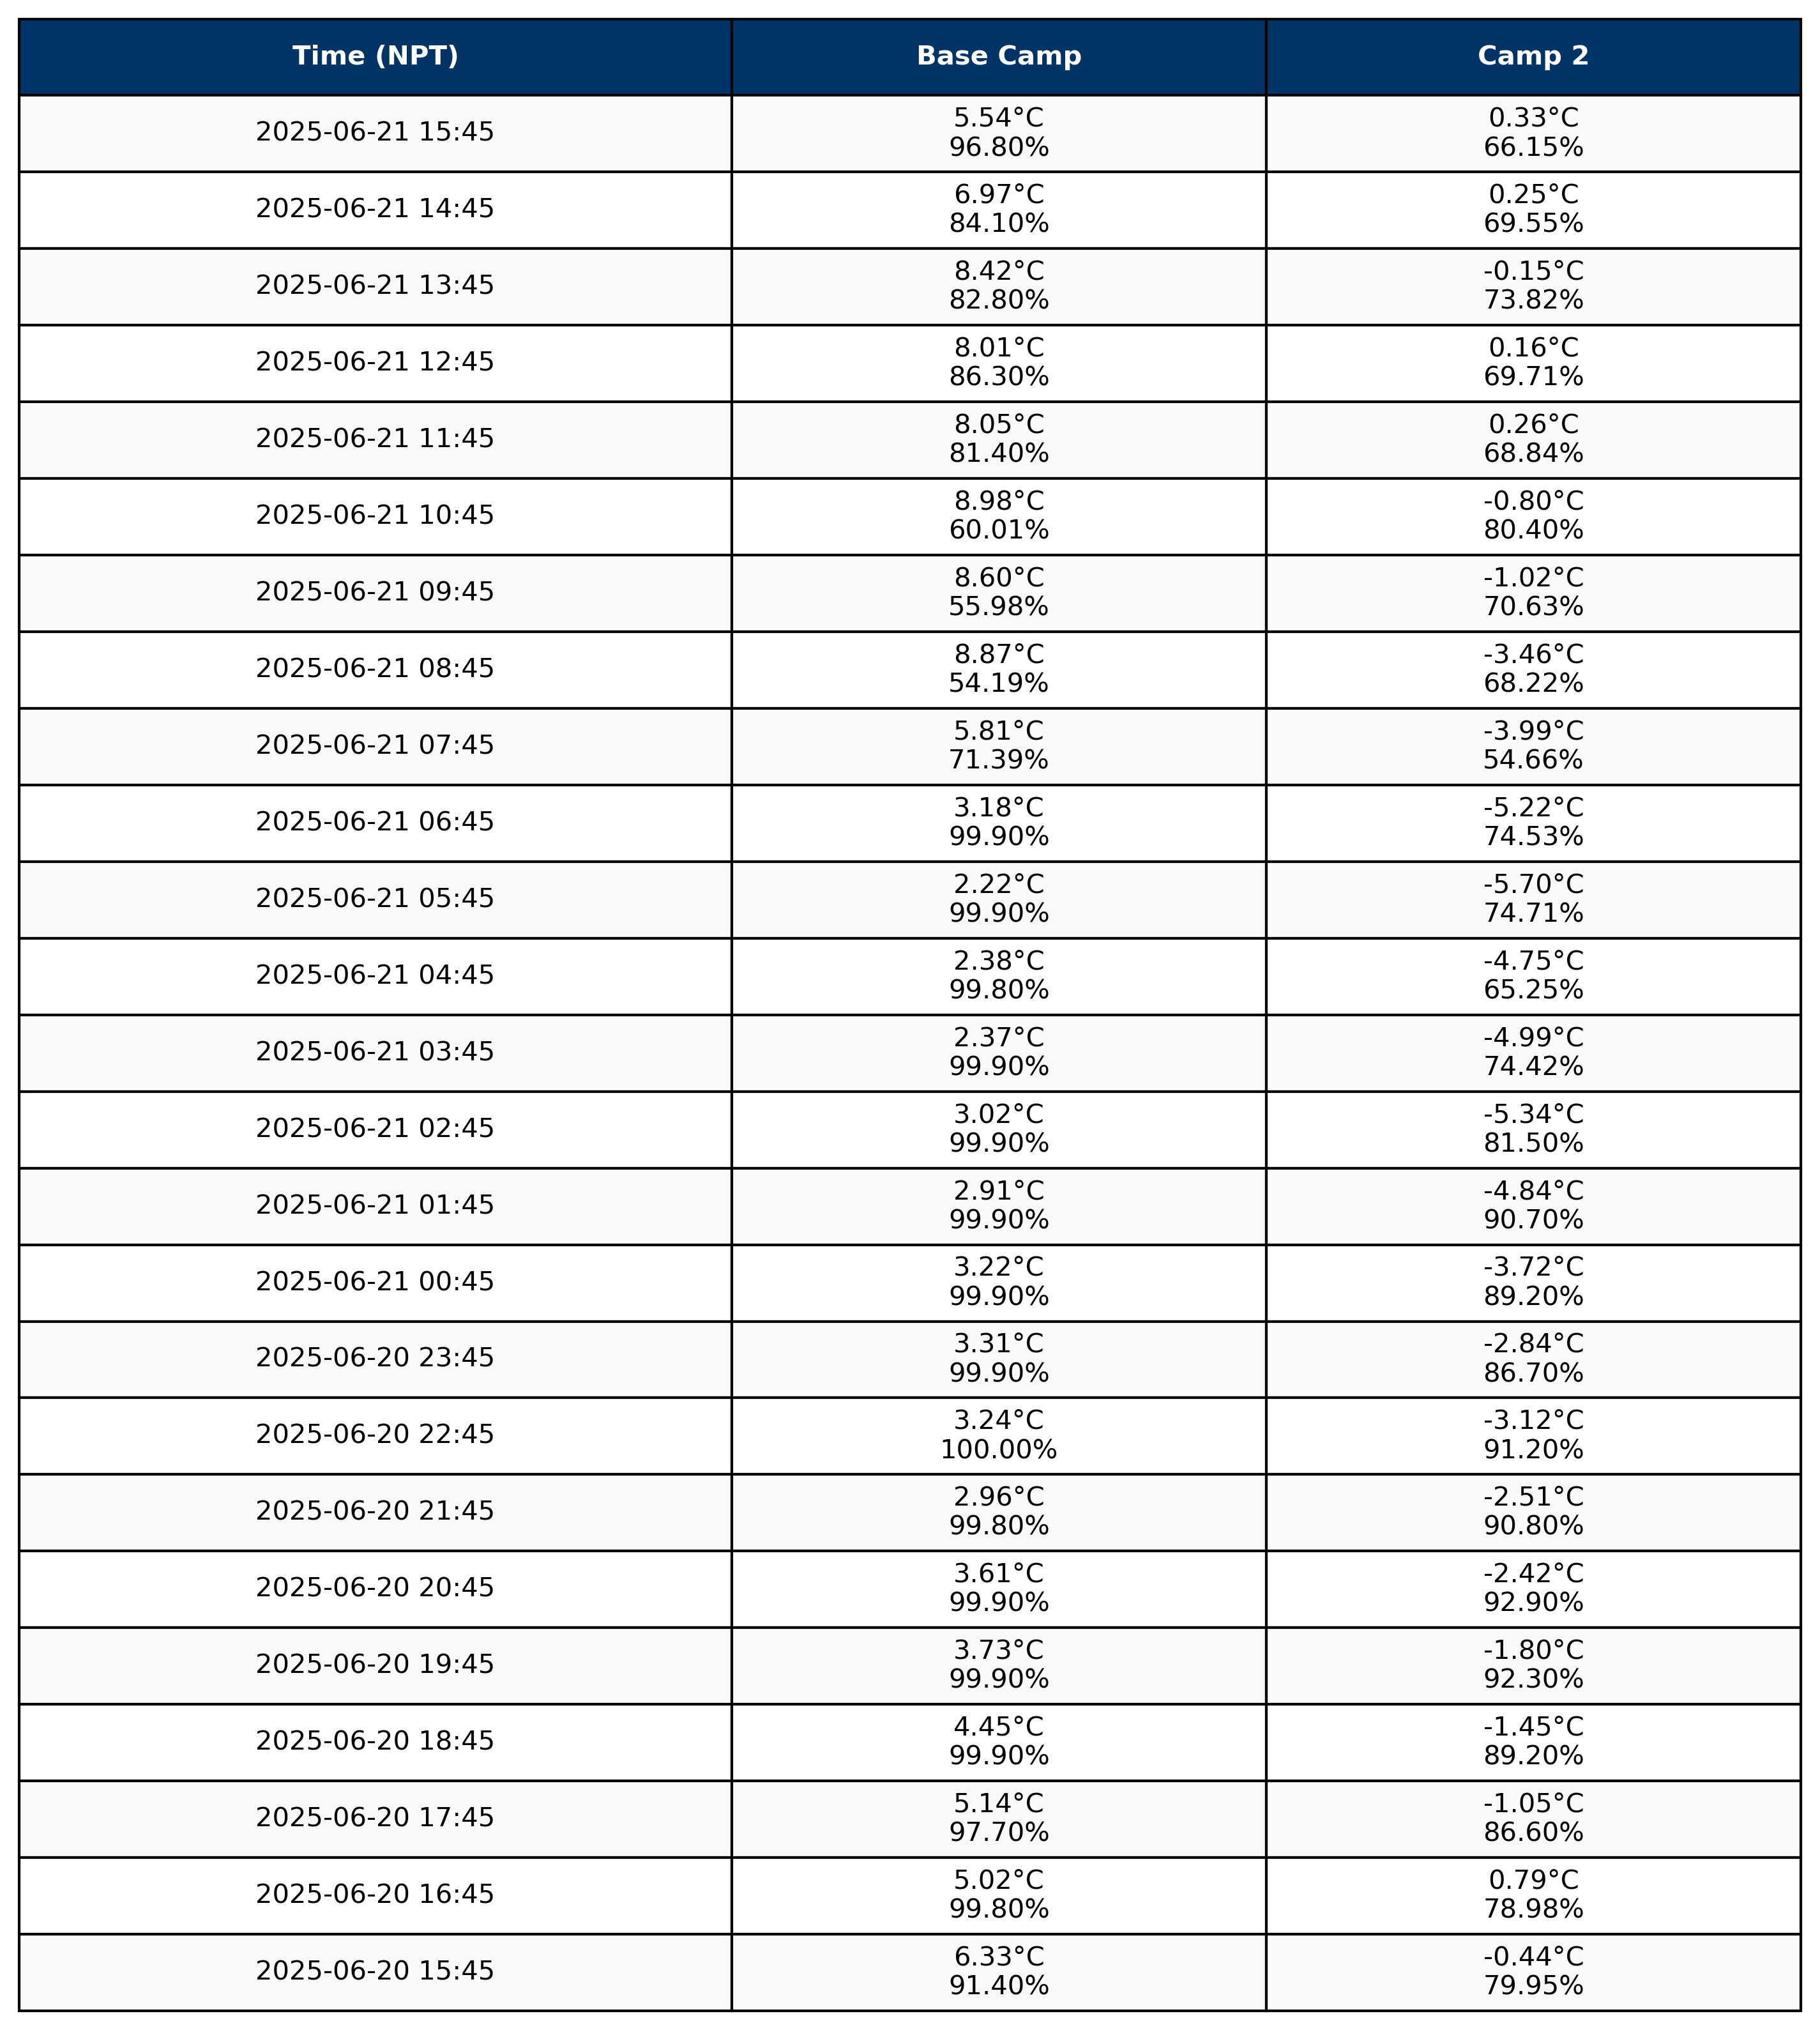 Time (NPT) Base Camp Camp 2
2025-06-21 15:45 5.54°C 0.33°C
96.80% 66.15%
2025-06-21 14:45 6.97°C 0.25°C
84.10% 69.55%
2025-06-21 13:45 8.42°C -0.15°C
82.80% 73.82%
2025-06-21 12:45 8.01°C 0.16°C
86.30% 69.71%
2025-06-21 11:45 8.05°C 0.26°C
81.40% 68.84%
2025-06-21 10:45 8.98°C -0.80°C
60.01% 80.40%
2025-06-21 09:45 8.60°C -1.02°C
55.98% 70.63%
2025-06-21 08:45 8.87°C -3.46°C
54.19% 68.22%
2025-06-21 07:45 5.81°C -3.99°C
71.39% 54.66%
2025-06-21 06:45 3.18°C -5.22°C
99.90% 74.53%
2025-06-21 05:45 2.22°C -5.70°C
99.90% 74.71%
2025-06-21 04:45 2.38°C -4.75°C
99.80% 65.25%
2025-06-21 03:45 2.37°C -4.99°C
99.90% 74.42%
2025-06-21 02:45 3.02°C -5.34°C
99.90% 81.50%
2025-06-21 01:45 2.91°C -4.84°C
99.90% 90.70%
2025-06-21 00:45 3.22°C -3.72°C
99.90% 89.20%
2025-06-20 23:45 3.31°C -2.84°C
99.90% 86.70%
2025-06-20 22:45 3.24°C -3.12°C
100.00% 91.20%
2025-06-20 21:45 2.96°C -2.51°C
99.80% 90.80%
2025-06-20 20:45 3.61°C -2.42°C
99.90% 92.90%
2025-06-20 19:45 3.73°C -1.80°C
99.90% 92.30%
2025-06-20 18:45 4.45°C -1.45°C
99.90% 89.20%
2025-06-20 17:45 5.14°C -1.05°C
97.70% 86.60%
2025-06-20 16:45 5.02°C 0.79°C
99.80% 78.98%
2025-06-20 15:45 6.33°C -0.44°C
91.40% 79.95%